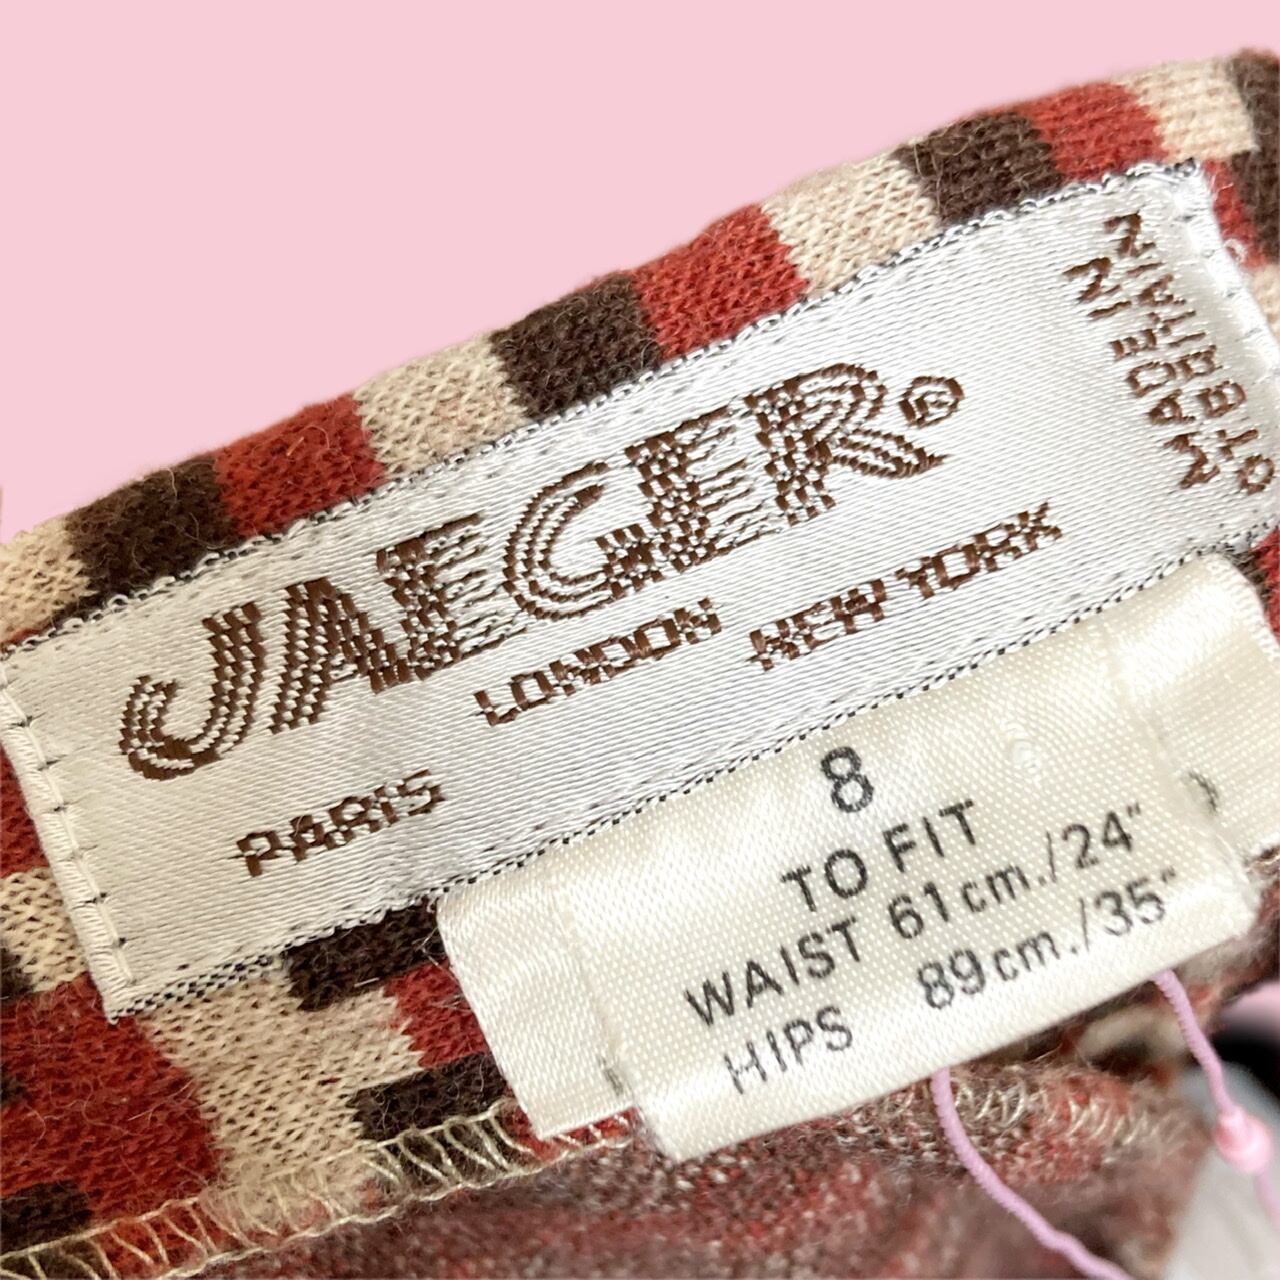 JAEGER®
PARIS LONDON NEW YORK
MADE IN
GT BRITAIN
8
TO FIT
WAIST 61cm./24"
HIPS 89cm./35"